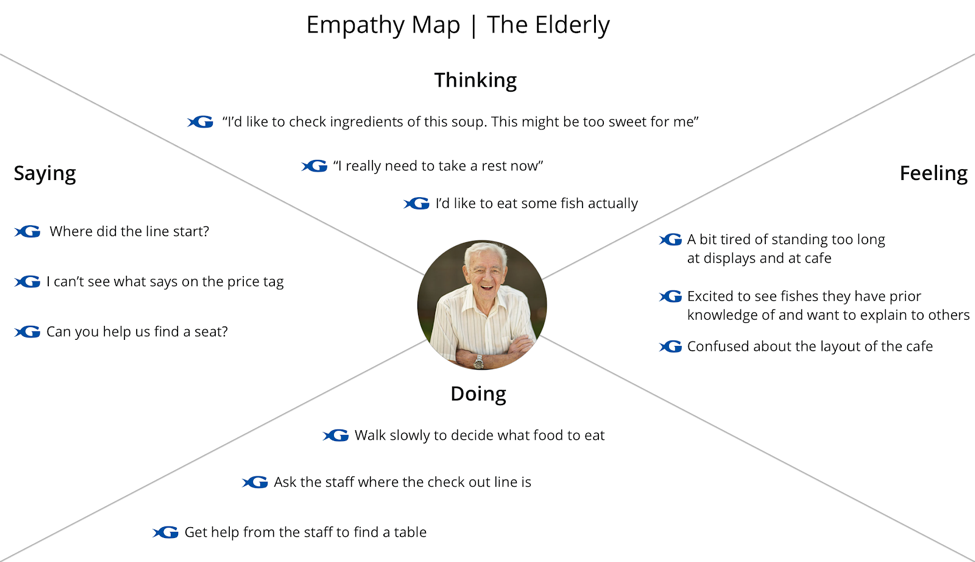 Empathy Map | The Elderly
Thinking
“I’d like to check ingredients of this soup. This might be too sweet for me”
“I really need to take a rest now”
I’d like to eat some fish actually
Saying
Where did the line start?
I can’t see what says on the price tag
Can you help us find a seat?
Feeling
A bit tired of standing too long
at displays and at cafe
Excited to see fishes they have prior
knowledge of and want to explain to others
Confused about the layout of the cafe
Doing
Walk slowly to decide what food to eat
Ask the staff where the check out line is
Get help from the staff to find a table